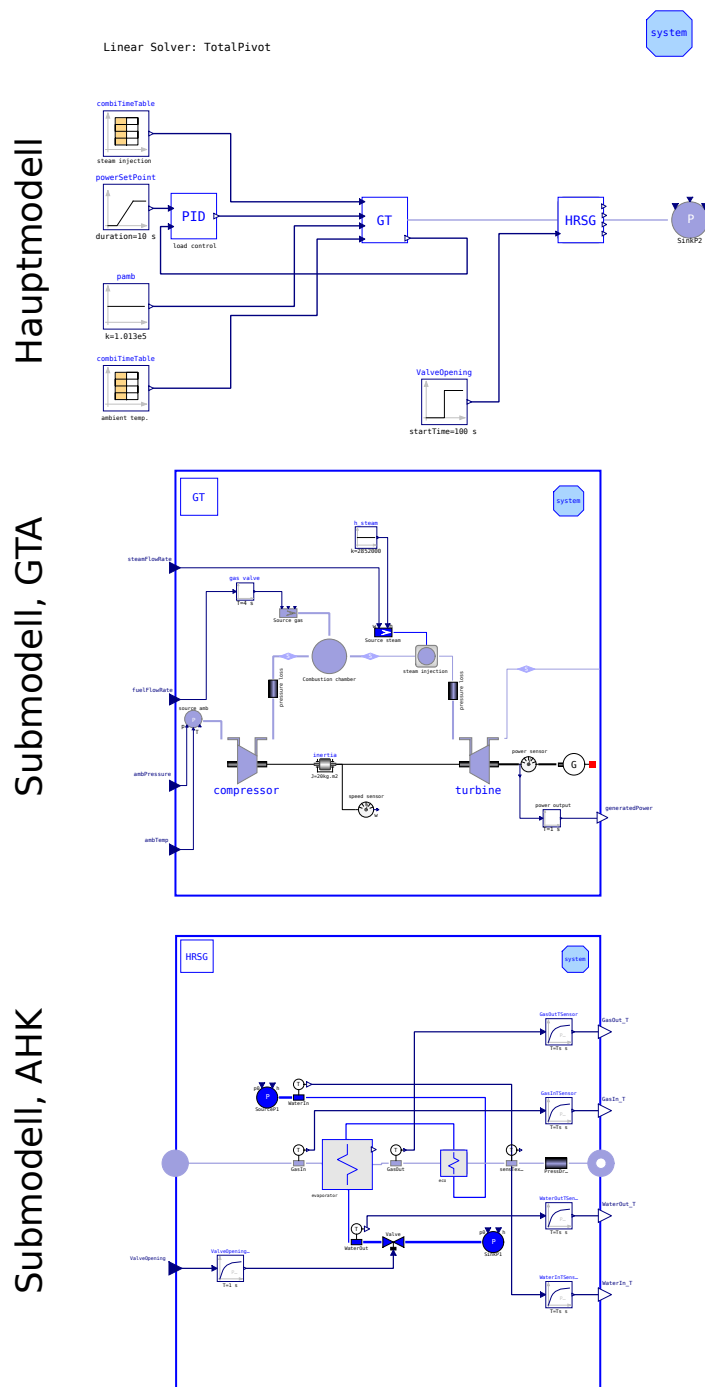 system
Linear Solver: TotalPivot
Hauptmodell
combiTimeTable
steam injection
powerSetPoint
duration=10 s
PID
load control
GT
HRSG
P
SinkP2
pamb
k=1.013e5
combiTimeTable
ambient temp.
ValveOpening
startTime=100 s
Submodell, GTA
GT
system
h steam
steamFlowRate
gas valve
T=4 s
Source gas
Source steam
Combustion chamber
steam injection
pressure loss
pressure loss
fuelFlowRate
source amb
P
T
ambPressure
compressor
inertia
J=20kg.m2
turbine
power sensor
G
speed sensor
w
power output
T=1 s
generatedPower
ambTemp
Submodell, AHK
HRSG
system
GasOutTSensor
T=Ts s
GasOut_T
SourceP1
P
h
T
WaterIn
GasInTSensor
T=Ts s
GasIn_T
T
GasIn
evaporator
T
GasOut
eco
T
PressDr…
WaterOutTSen…
T=Ts s
WaterOut_T
T
WaterOut
Valve
P
h
SinkP1
ValveOpening
ValveOpening…
T=1 s
WaterInTSens…
T=Ts s
WaterIn_T